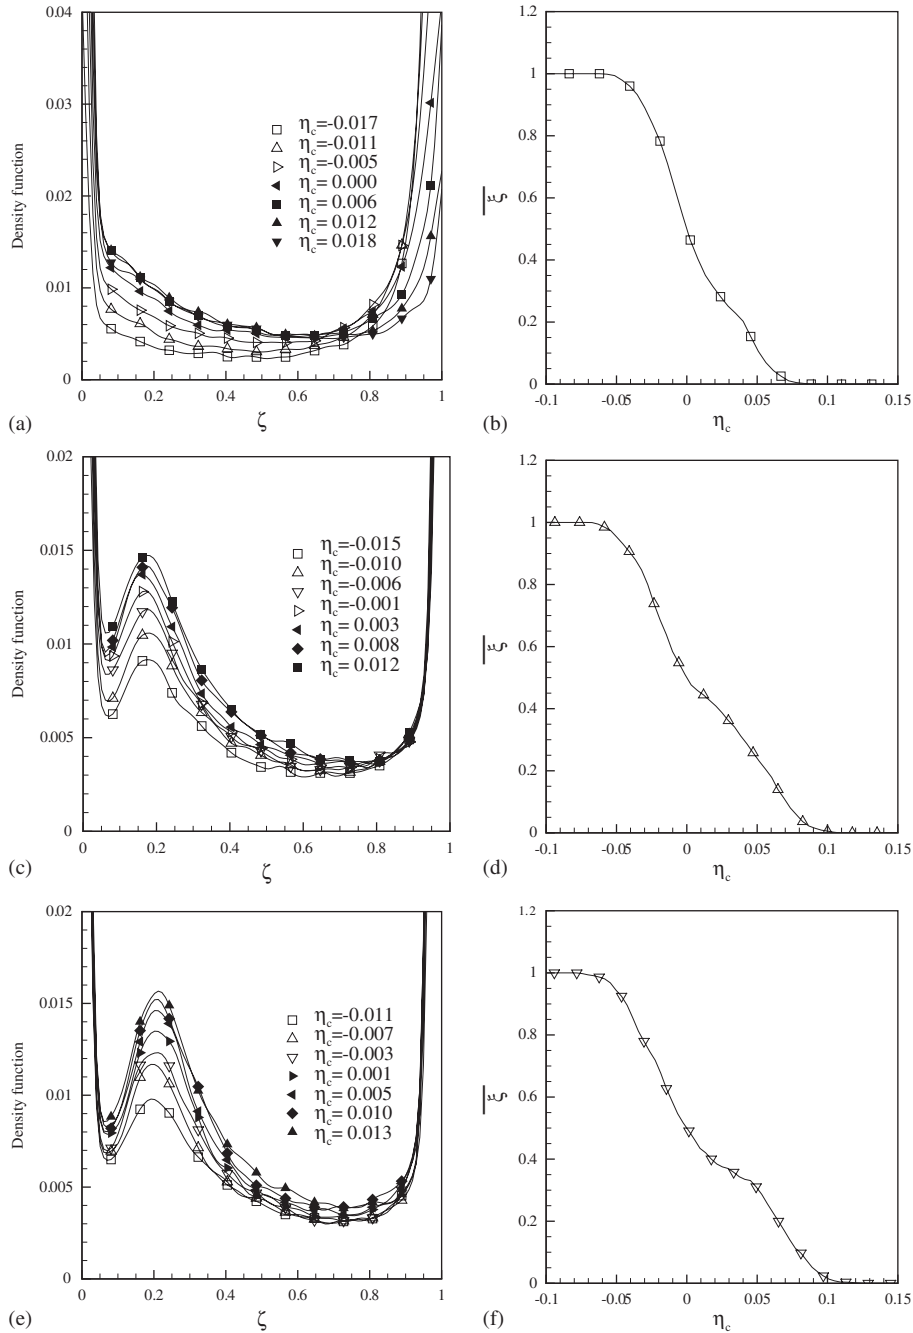 0.04
0.03
0.02
0.01
0
Density function
η_c=-0.017
η_c=-0.011
η_c=-0.005
η_c= 0.000
η_c= 0.006
η_c= 0.012
η_c= 0.018
0 0.2 0.4 0.6 0.8 1
ζ
(a)
1.2
1
0.8
0.6
0.4
0.2
0
ξ
-0.1 -0.05 0 0.05 0.1 0.15
η_c
(b)
0.02
0.015
0.01
0.005
0
Density function
η_c=-0.015
η_c=-0.010
η_c=-0.006
η_c=-0.001
η_c= 0.003
η_c= 0.008
η_c= 0.012
0 0.2 0.4 0.6 0.8 1
ζ
(c)
1.2
1
0.8
0.6
0.4
0.2
0
ξ
-0.1 -0.05 0 0.05 0.1 0.15
η_c
(d)
0.02
0.015
0.01
0.005
0
Density function
η_c=-0.011
η_c=-0.007
η_c=-0.003
η_c= 0.001
η_c= 0.005
η_c= 0.010
η_c= 0.013
0 0.2 0.4 0.6 0.8 1
ζ
(e)
1.2
1
0.8
0.6
0.4
0.2
0
ξ
-0.1 -0.05 0 0.05 0.1 0.15
η_c
(f)